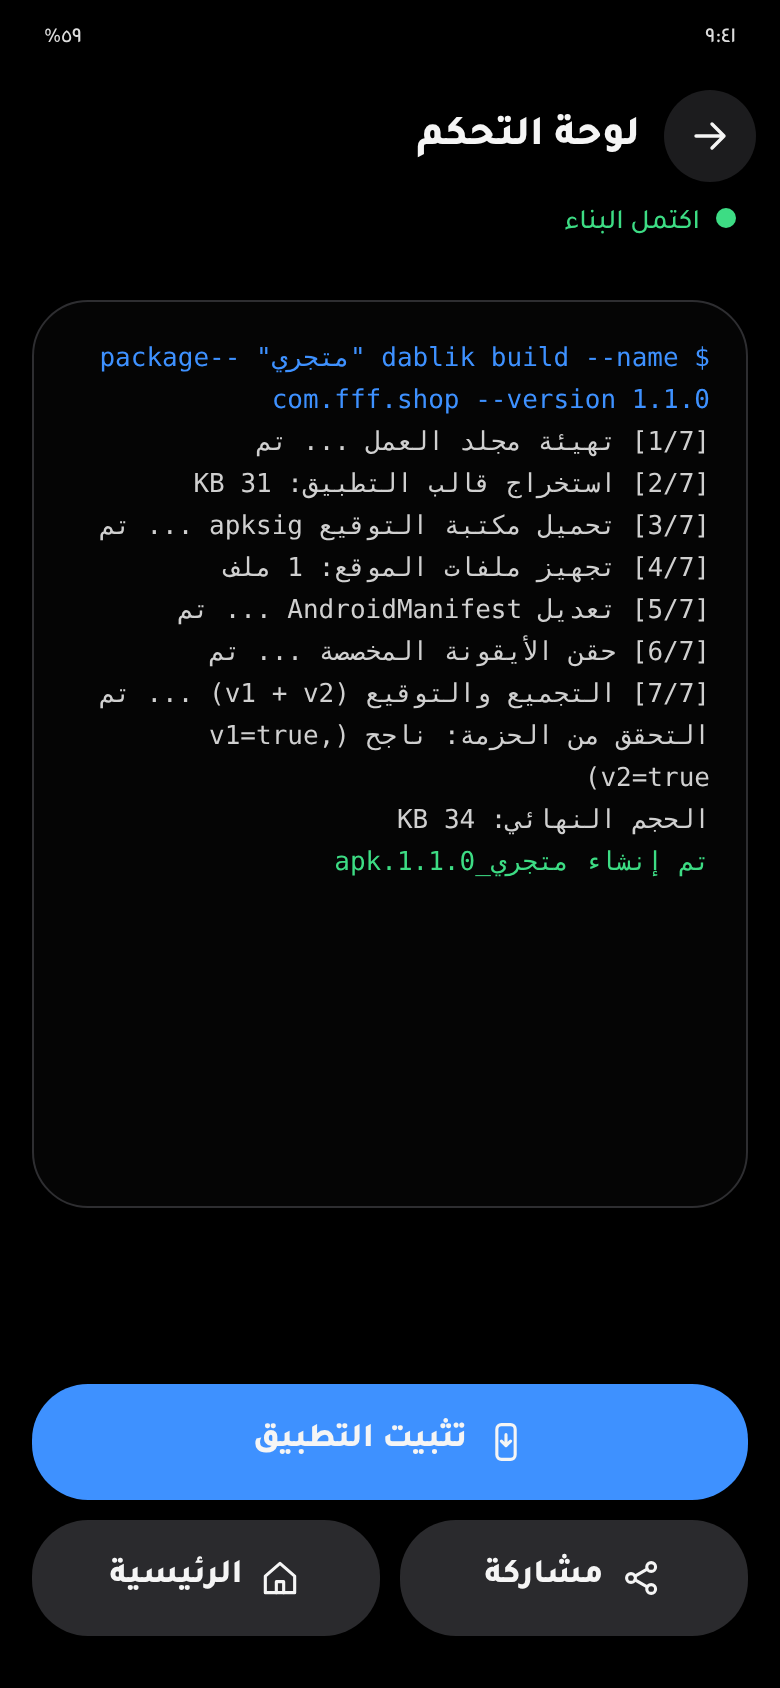 ٩:٤١
٥٩%
لوحة التحكم
اكتمل البناء
$ dablik build --name "متجري" --package
com.fff.shop --version 1.1.0
[1/7] تهيئة مجلد العمل ... تم
[2/7] استخراج قالب التطبيق: 31 KB
[3/7] تحميل مكتبة التوقيع apksig ... تم
[4/7] تجهيز ملفات الموقع: 1 ملف
[5/7] تعديل AndroidManifest ... تم
[6/7] حقن الأيقونة المخصصة ... تم
[7/7] التجميع والتوقيع (v1 + v2) ... تم
التحقق من الحزمة: ناجح (v1=true,
v2=true)
الحجم النهائي: 34 KB
تم إنشاء متجري_1.1.0.apk
تثبيت التطبيق
مشاركة
الرئيسية